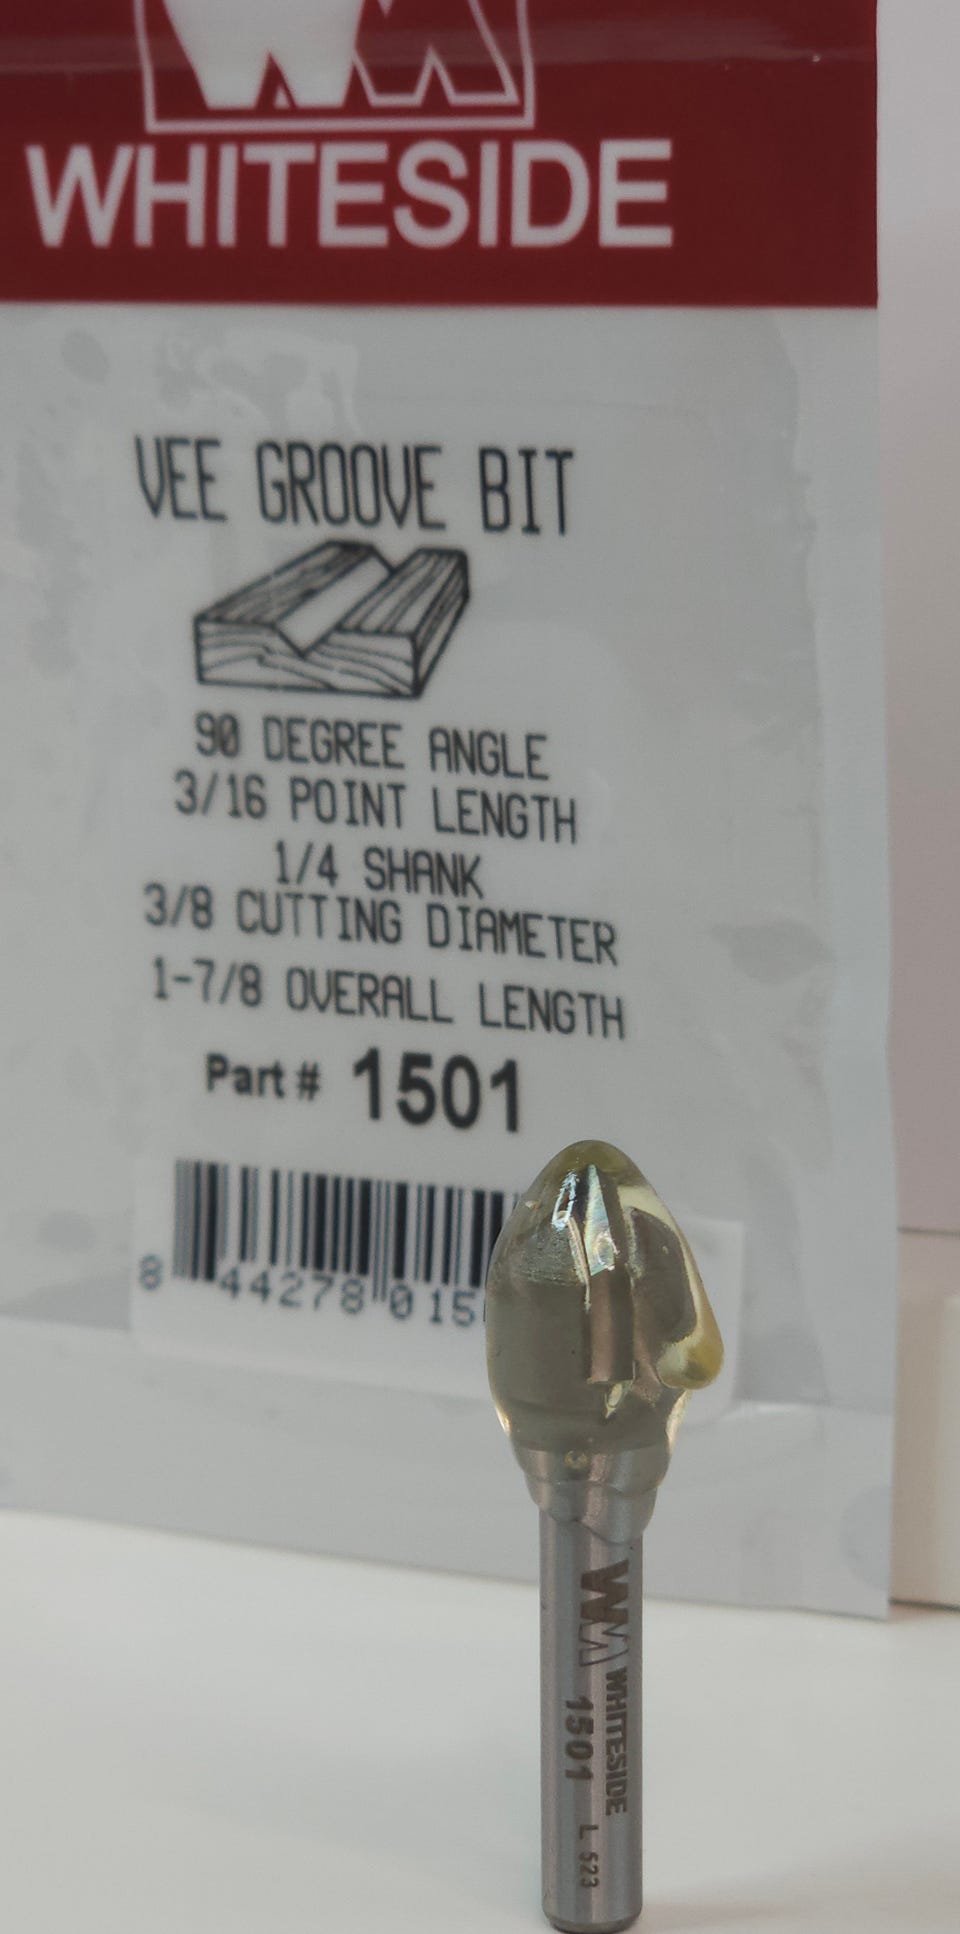 WHITESIDE
VEE GROOVE BIT
90 DEGREE ANGLE
3/16 POINT LENGTH
1/4 SHANK
3/8 CUTTING DIAMETER
1-7/8 OVERALL LENGTH
Part # 1501
8 44278 015
WHITESIDE
1501 L 523